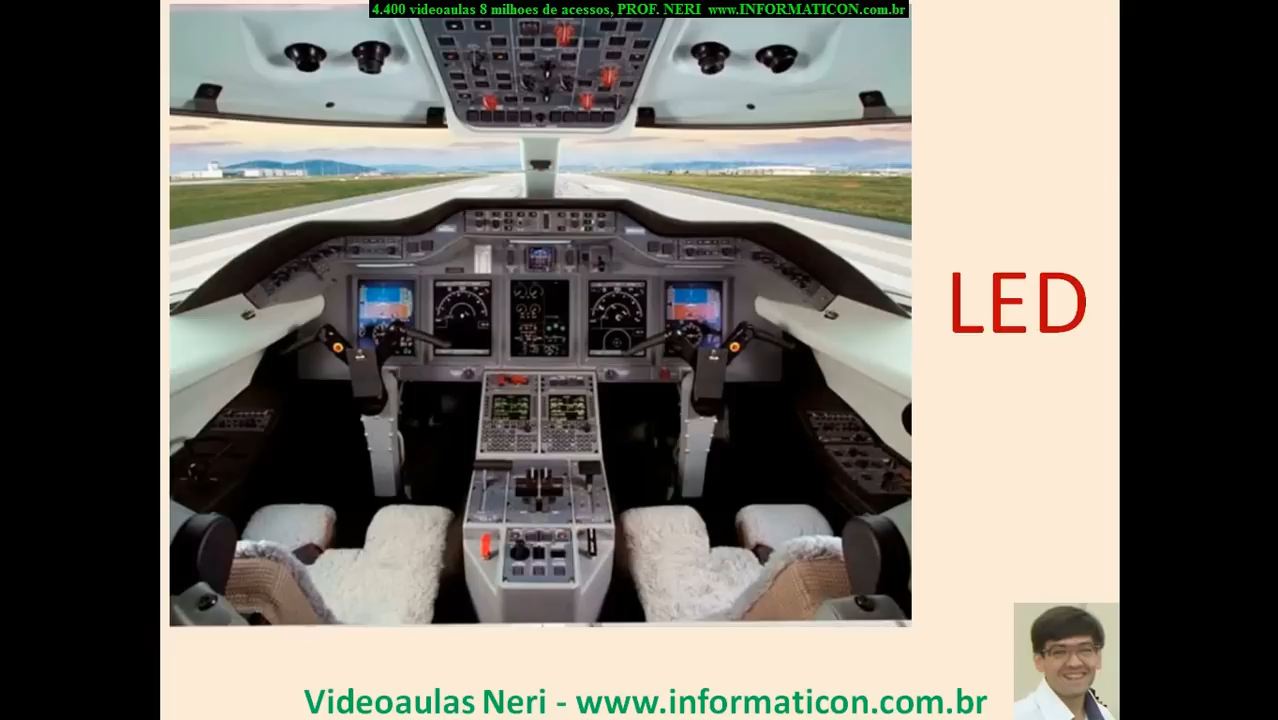 4.400 videoaulas 8 milhoes de acessos, PROF. NERI www.INFORMATICON.com.br
LED
Videoaulas Neri - www.informaticon.com.br